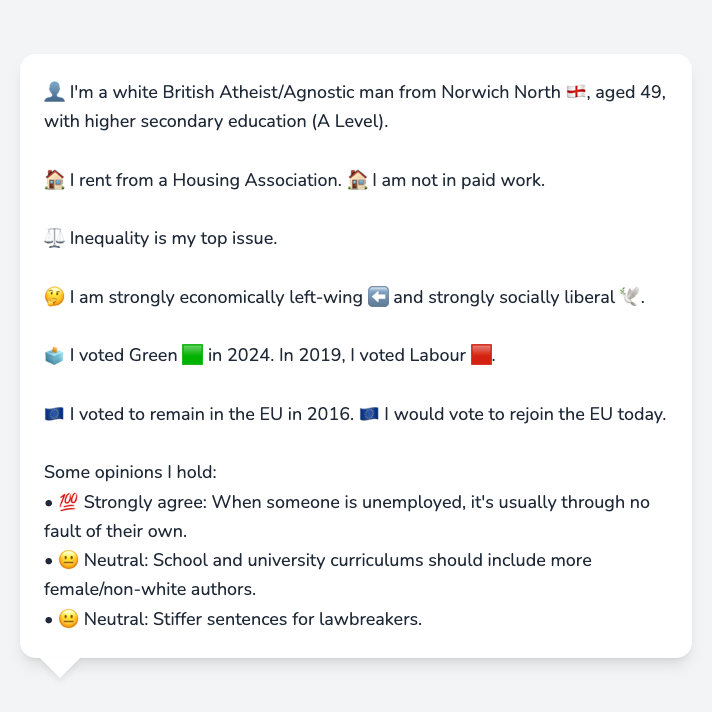 👤 I'm a white British Atheist/Agnostic man from Norwich North 🏴󠁧󠁢󠁥󠁮󠁧󠁿, aged 49,
with higher secondary education (A Level).
🏠 I rent from a Housing Association. 🏠 I am not in paid work.
⚖️ Inequality is my top issue.
🤔 I am strongly economically left-wing ⬅️ and strongly socially liberal 🕊️.
🗳️ I voted Green 🟩 in 2024. In 2019, I voted Labour 🟥.
🇪🇺 I voted to remain in the EU in 2016. 🇪🇺 I would vote to rejoin the EU today.
Some opinions I hold:
• 💯 Strongly agree: When someone is unemployed, it's usually through no
fault of their own.
• 😐 Neutral: School and university curriculums should include more
female/non-white authors.
• 😐 Neutral: Stiffer sentences for lawbreakers.